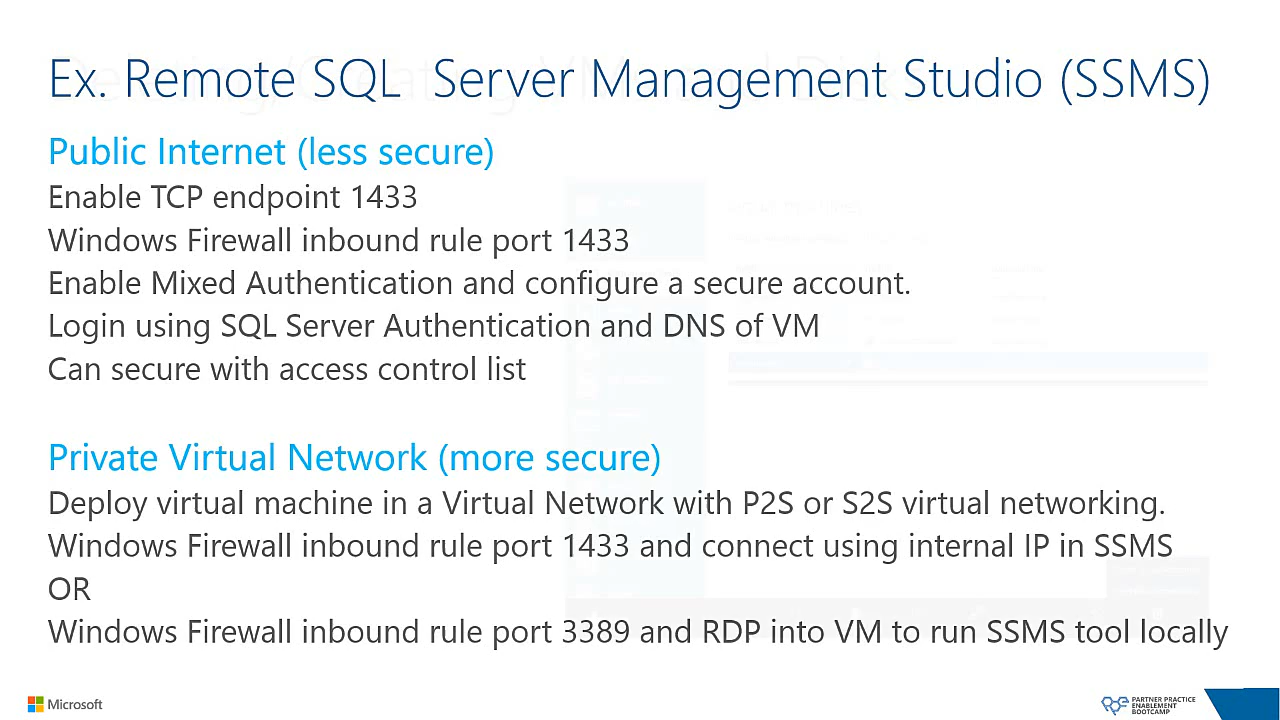 Ex. Remote SQL  Server Management Studio (SSMS)
Public Internet (less secure)
Enable TCP endpoint 1433
Windows Firewall inbound rule port 1433
Enable Mixed Authentication and configure a secure account.
Login using SQL Server Authentication and DNS of VM
Can secure with access control list
Private Virtual Network (more secure)
Deploy virtual machine in a Virtual Network with P2S or S2S virtual networking.
Windows Firewall inbound rule port 1433 and connect using internal IP in SSMS
OR
Windows Firewall inbound rule port 3389 and RDP into VM to run SSMS tool locally
Microsoft
PARTNER PRACTICE
ENABLEMENT
BOOTCAMP